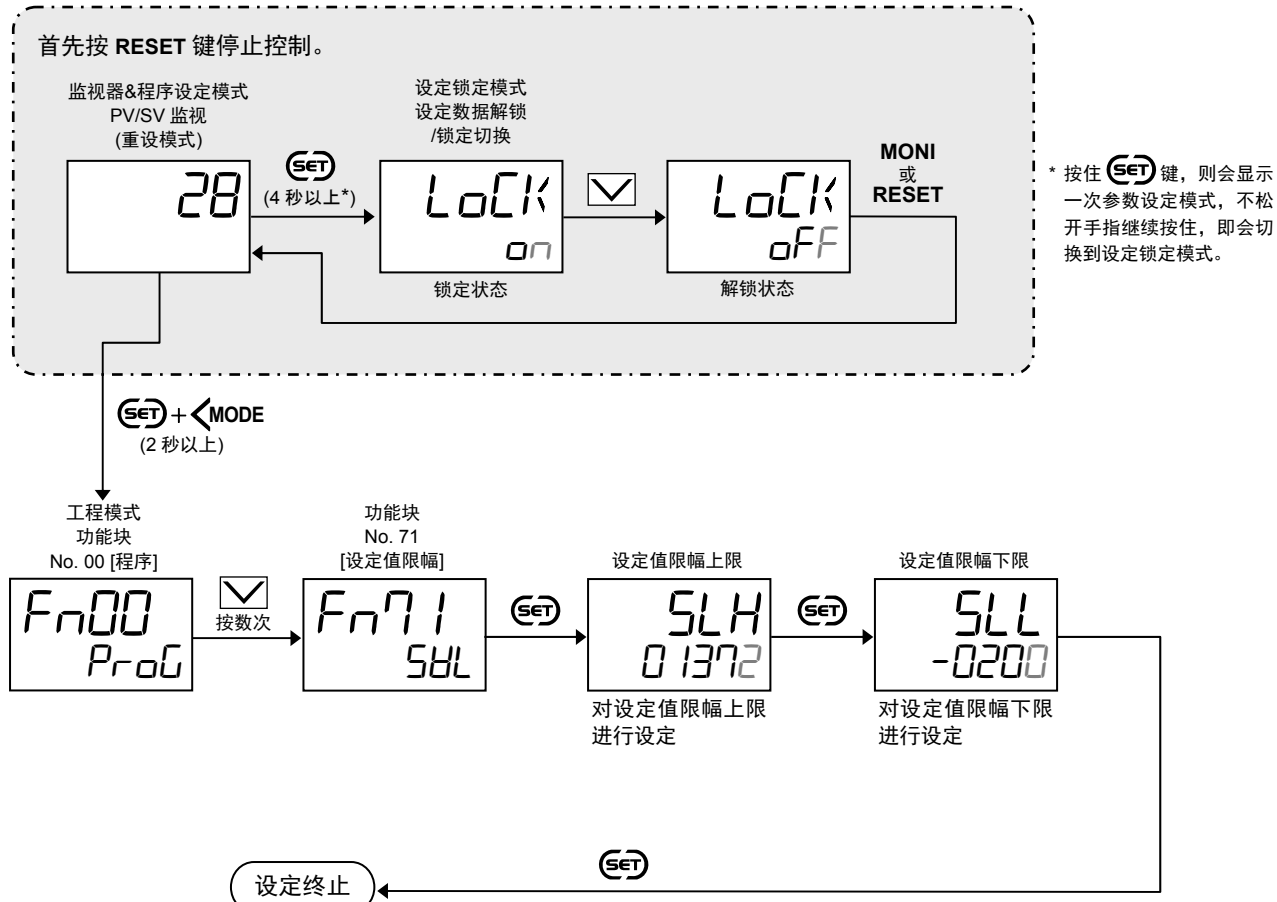 首先按 RESET 键停止控制。
监视器&程序设定模式
PV/SV 监视
(重设模式)
28
SET
(4 秒以上*)
设定锁定模式
设定数据解锁
/锁定切换
LoCK
on
锁定状态
LoCK
oFF
解锁状态
MONI
或
RESET
* 按住 SET 键，则会显示
一次参数设定模式，不松
开手指继续按住，即会切
换到设定锁定模式。
SET + <MODE
(2 秒以上)
工程模式
功能块
No. 00 [程序]
Fn00
ProG
按数次
功能块
No. 71
[设定值限幅]
Fn71
SVL
SET
设定值限幅上限
SLH
01372
对设定值限幅上限
进行设定
SET
设定值限幅下限
SLL
-0200
对设定值限幅下限
进行设定
SET
设定终止